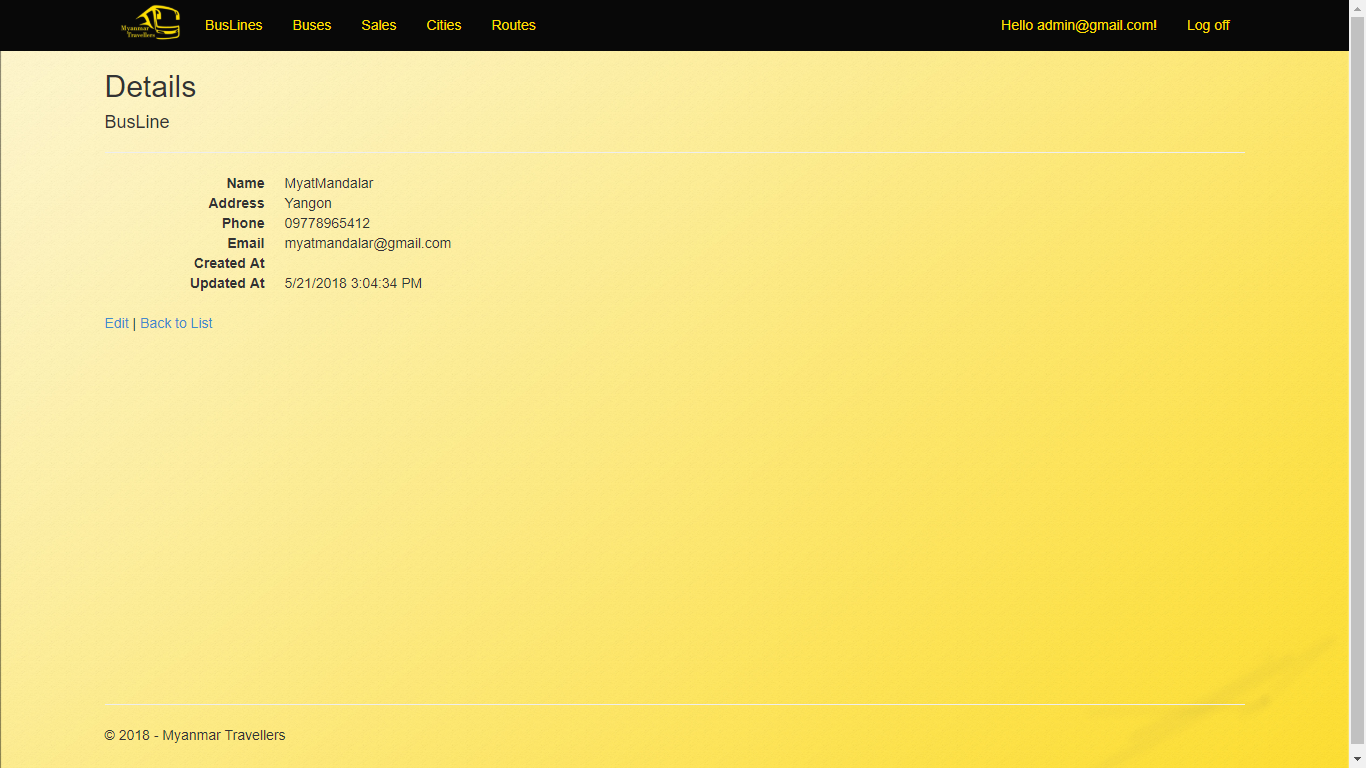 Myanmar
Travellers
BusLines Buses Sales Cities Routes Hello admin@gmail.com! Log off
Details
BusLine
Name MyatMandalar
Address Yangon
Phone 09778965412
Email myatmandalar@gmail.com
Created At
Updated At 5/21/2018 3:04:34 PM
Edit | Back to List
© 2018 - Myanmar Travellers